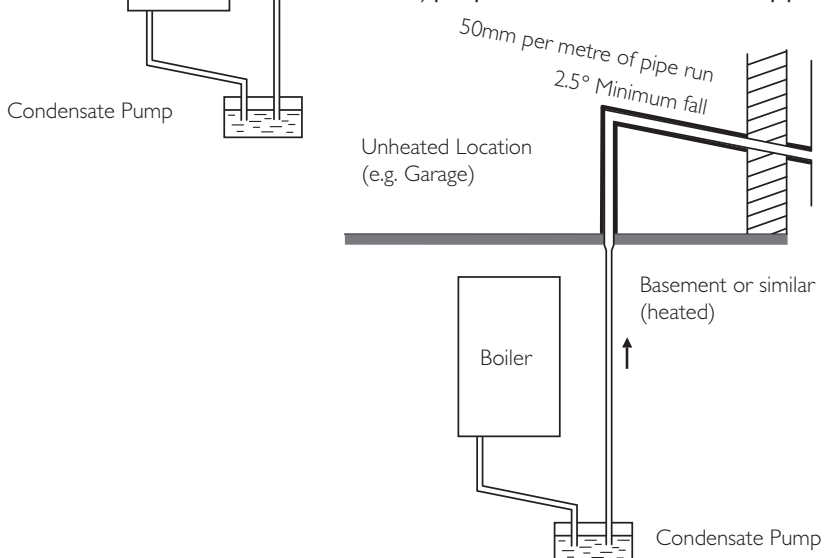 50mm per metre of pipe run
2.5° Minimum fall
Condensate Pump
Unheated Location
(e.g. Garage)
Basement or similar
(heated)
Boiler
Condensate Pump